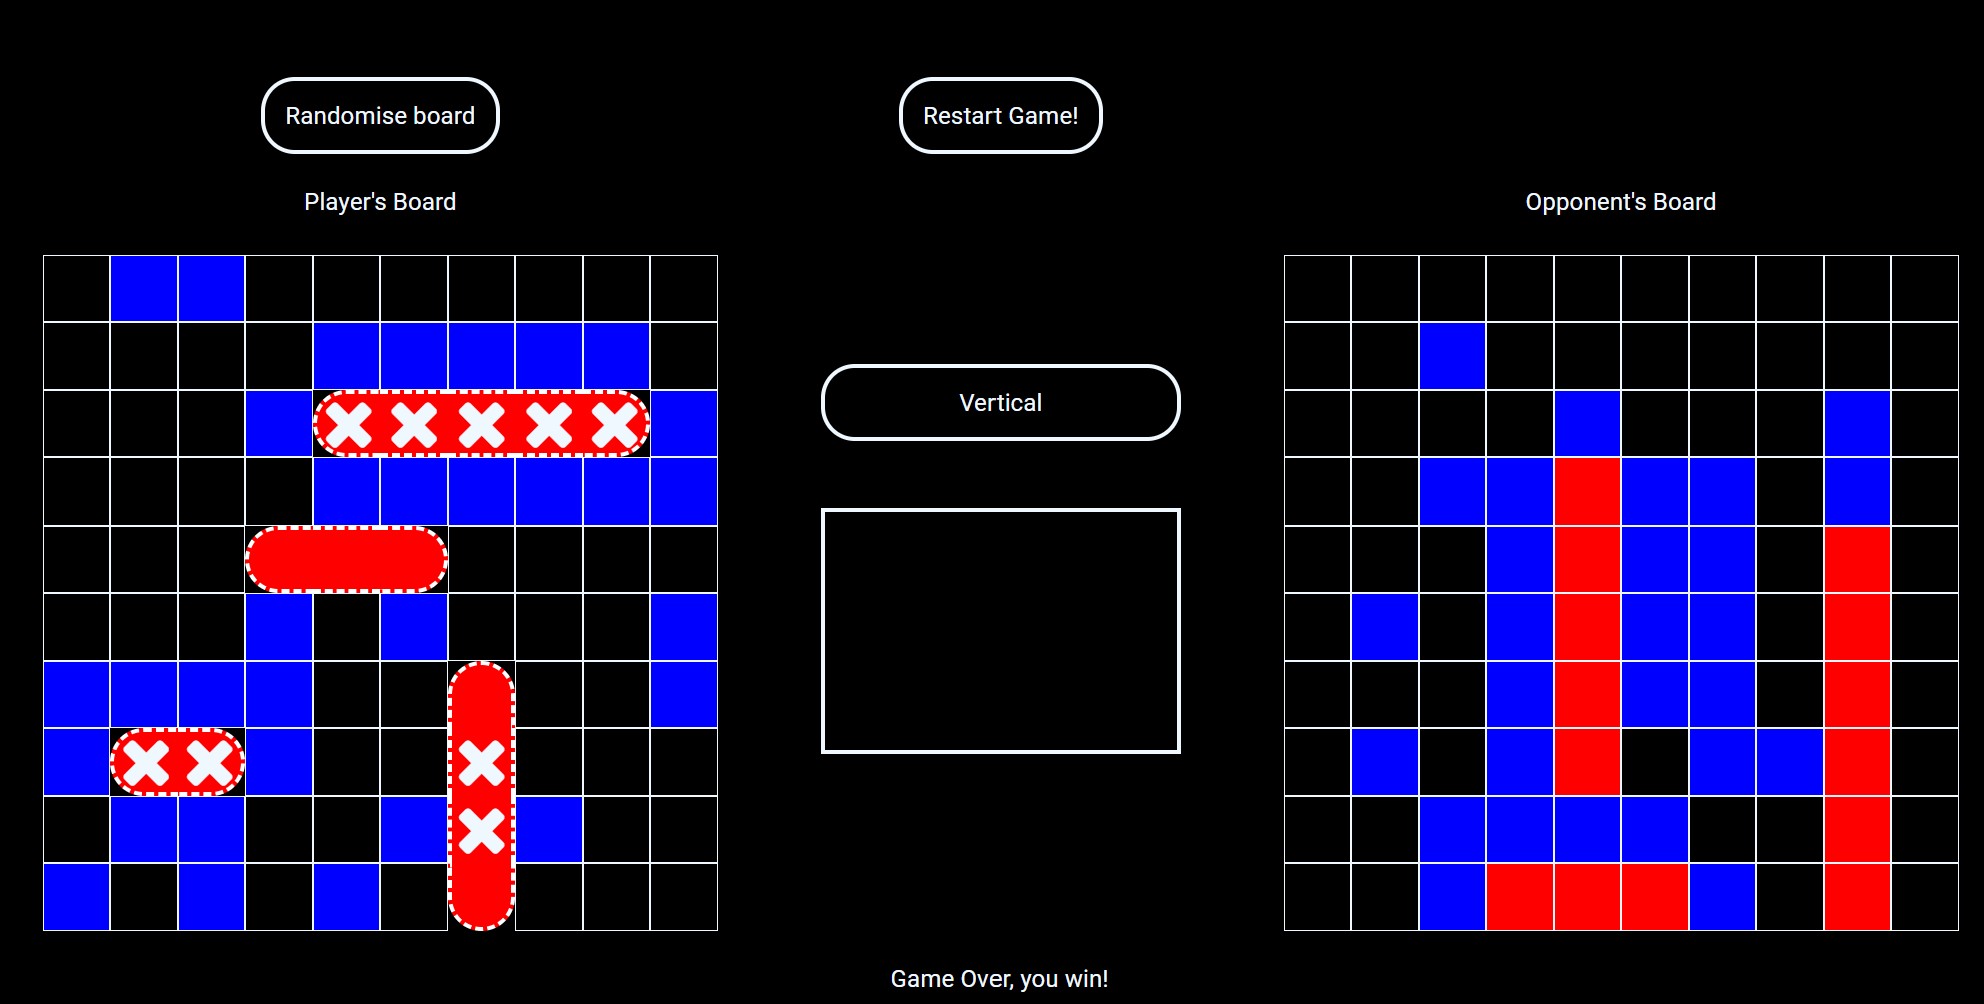 Randomise board
Restart Game!
Player's Board
Opponent's Board
Vertical
Game Over, you win!